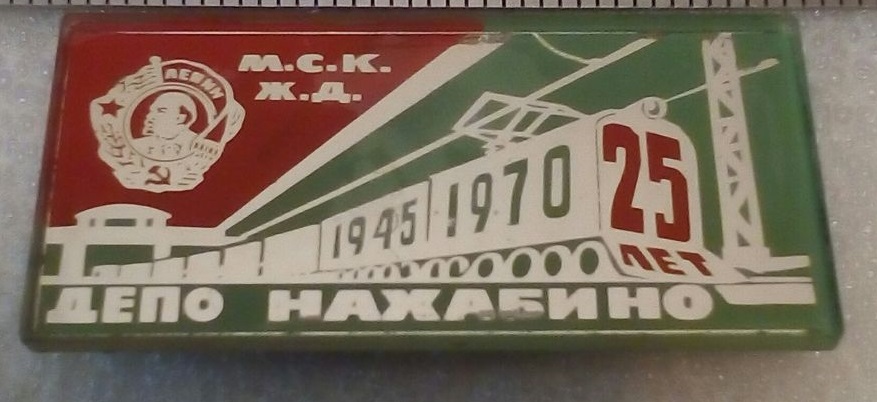 М.С.К.
Ж.Д.
ЛЕНИН
1945
1970
25
ЛЕТ
ДЕПО НАХАБИНО